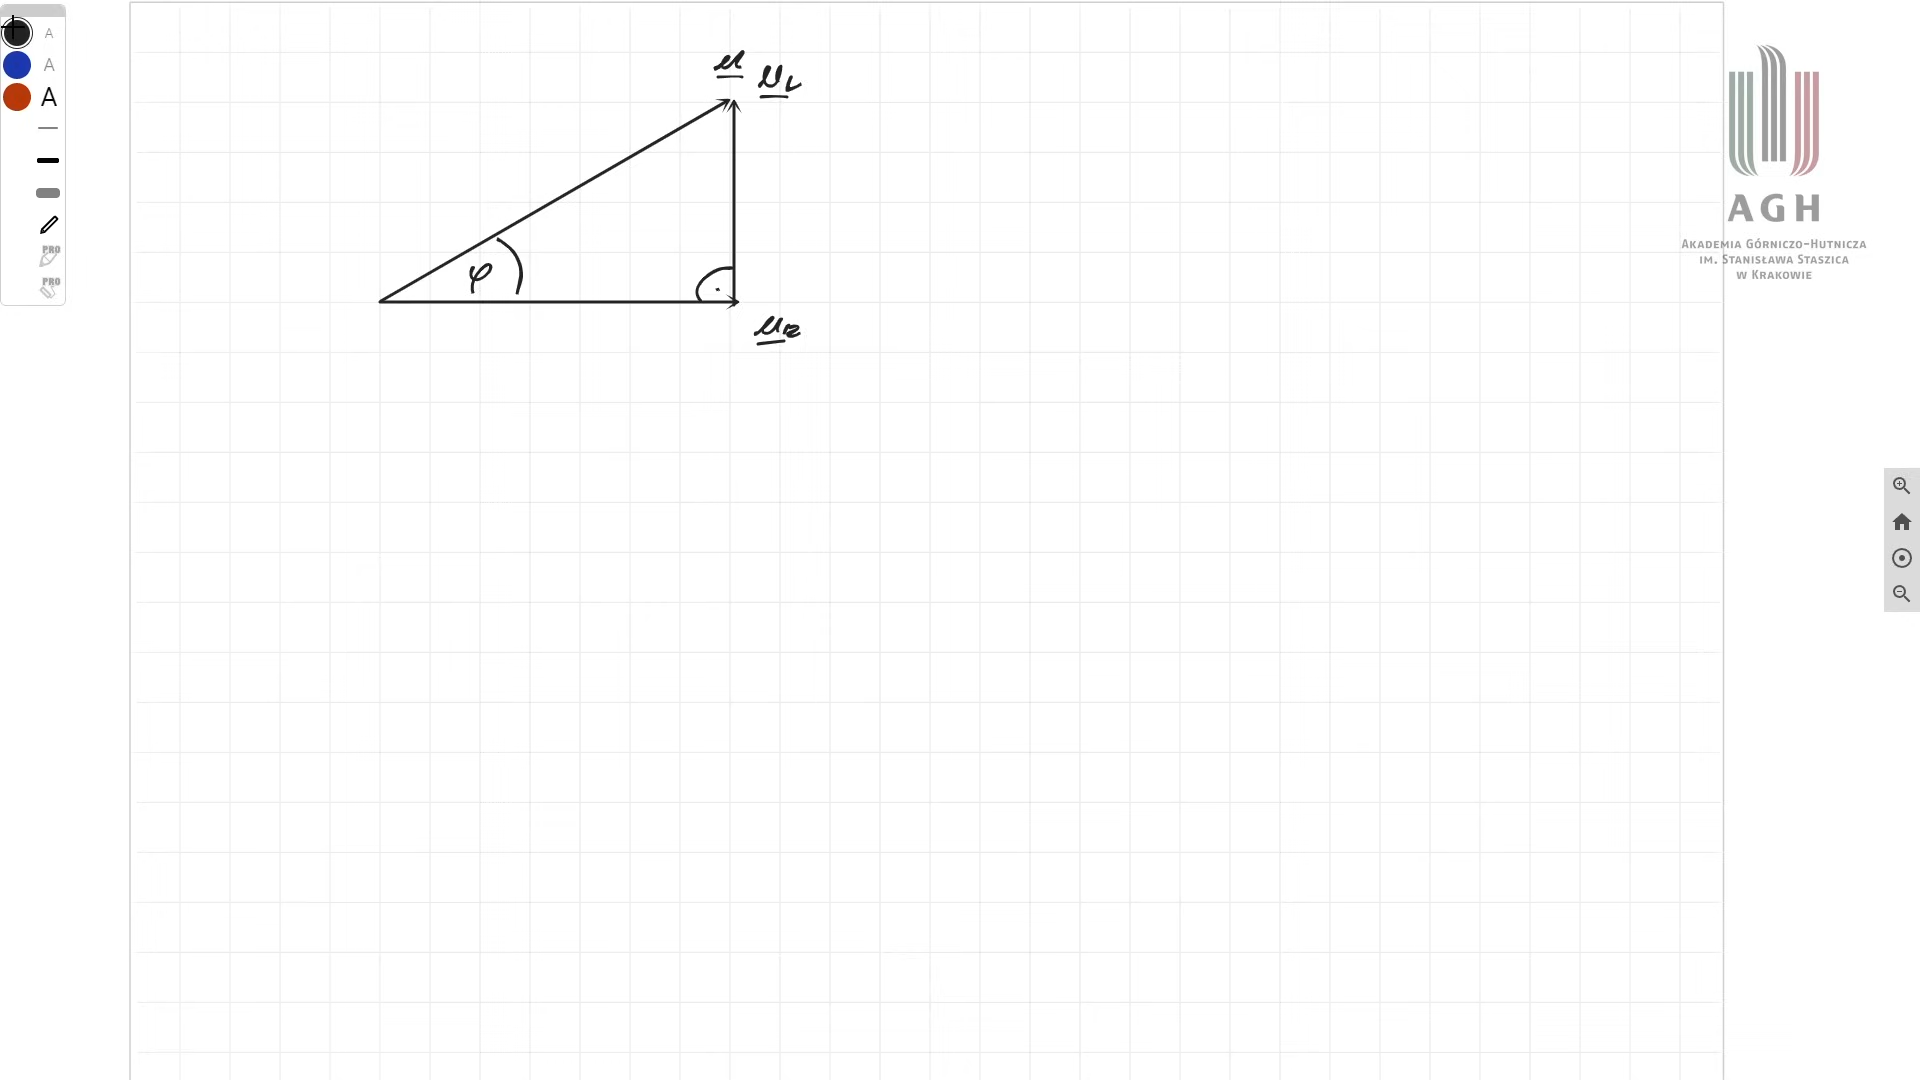 A
A
A
PRO
PRO
u
u_L
φ
u_R
AGH
AKADEMIA GÓRNICZO-HUTNICZA
IM. STANISŁAWA STASZICA
W KRAKOWIE